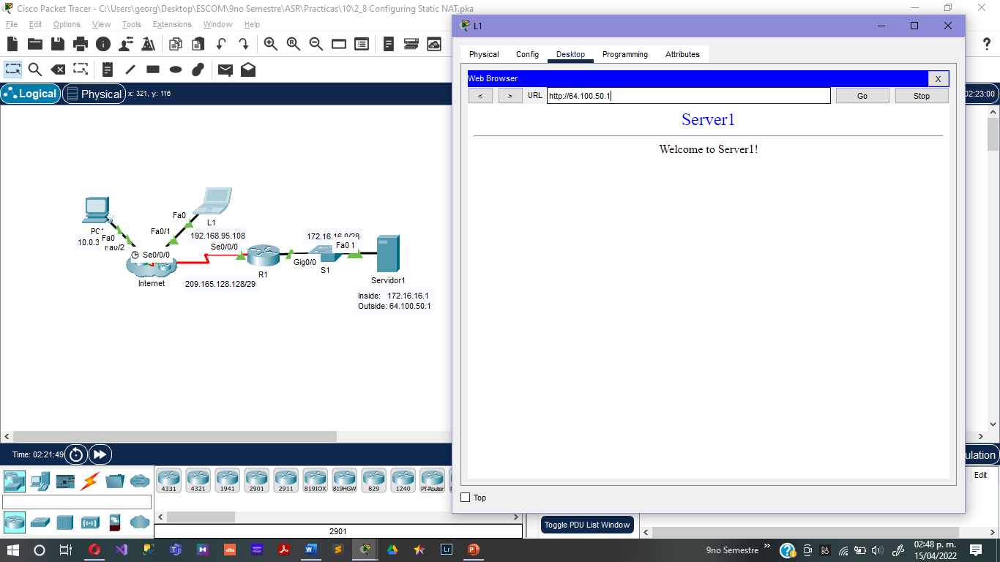 Cisco Packet Tracer - C:\Users\georg\Desktop\ESCOM\9no Semestre\ASR\Practicas\10\2_8 Configuring Static NAT.pka
File Edit Options View Tools Extensions Window Help
Logical Physical x: 321, y: 116
02:23:00
L1
Physical Config Desktop Programming Attributes
Web Browser X
< > URL http://64.100.50.1 Go Stop
Server1
Welcome to Server1!
Top
Fa0
L1
Fa0/1
192.168.95.108
Fa0
10.0.3
Se0/0/0
Se0/0/0
Internet
209.165.128.128/29
R1
Gig0/0
172.16.16.0/28
S1
Servidor1
Inside: 172.16.16.1
Outside: 64.100.50.1
Time: 02:21:49
4331 4321 1941 2901 2911 819IOX 819HGW 829 1240 PT-Router
2901
Toggle PDU List Window
Edit
9no Semestre
02:48 p. m.
15/04/2022